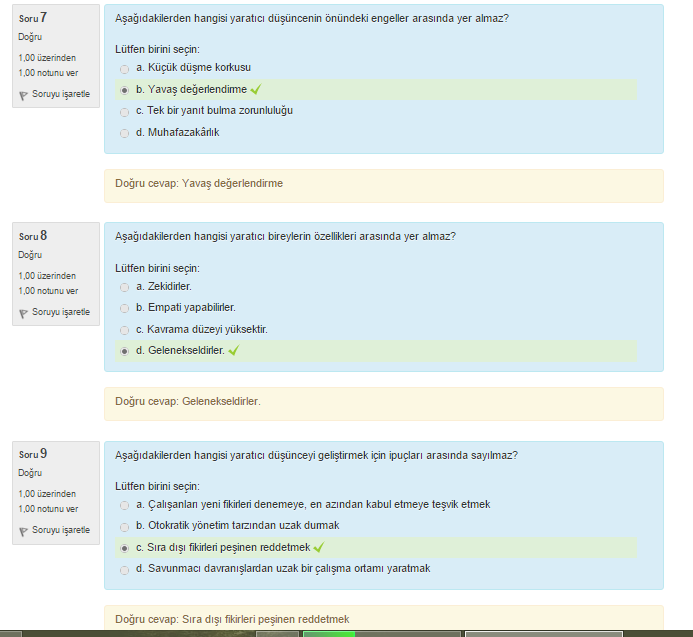 Soru 7
Doğru
1,00 üzerinden
1,00 notunu ver
Soruyu işaretle
Aşağıdakilerden hangisi yaratıcı düşüncenin önündeki engeller arasında yer almaz?
Lütfen birini seçin:
a. Küçük düşme korkusu
b. Yavaş değerlendirme
c. Tek bir yanıt bulma zorunluluğu
d. Muhafazakârlık
Doğru cevap: Yavaş değerlendirme
Soru 8
Doğru
1,00 üzerinden
1,00 notunu ver
Soruyu işaretle
Aşağıdakilerden hangisi yaratıcı bireylerin özellikleri arasında yer almaz?
Lütfen birini seçin:
a. Zekidirler.
b. Empati yapabilirler.
c. Kavrama düzeyi yüksektir.
d. Gelenekseldirler.
Doğru cevap: Gelenekseldirler.
Soru 9
Doğru
1,00 üzerinden
1,00 notunu ver
Soruyu işaretle
Aşağıdakilerden hangisi yaratıcı düşünceyi geliştirmek için ipuçları arasında sayılmaz?
Lütfen birini seçin:
a. Çalışanları yeni fikirleri denemeye, en azından kabul etmeye teşvik etmek
b. Otokratik yönetim tarzından uzak durmak
c. Sıra dışı fikirleri peşinen reddetmek
d. Savunmacı davranışlardan uzak bir çalışma ortamı yaratmak
Doğru cevap: Sıra dışı fikirleri peşinen reddetmek